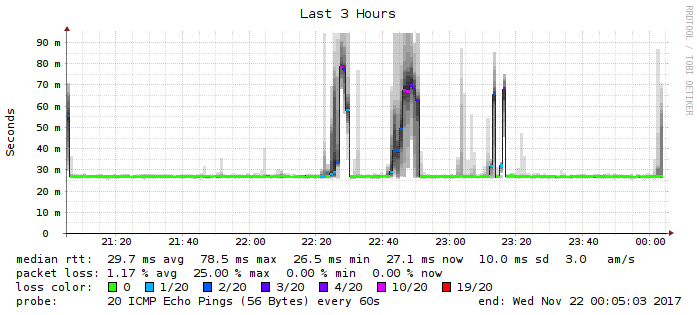 Last 3 Hours
RRDTOOL / TOBI OETIKER
Seconds
90 m
80 m
70 m
60 m
50 m
40 m
30 m
20 m
10 m
0
21:20 21:40 22:00 22:20 22:40 23:00 23:20 23:40 00:00
median rtt: 29.7 ms avg 78.5 ms max 26.5 ms min 27.1 ms now 10.0 ms sd 3.0 am/s
packet loss: 1.17 % avg 25.00 % max 0.00 % min 0.00 % now
loss color: 0 1/20 2/20 3/20 4/20 10/20 19/20
probe: 20 ICMP Echo Pings (56 Bytes) every 60s end: Wed Nov 22 00:05:03 2017